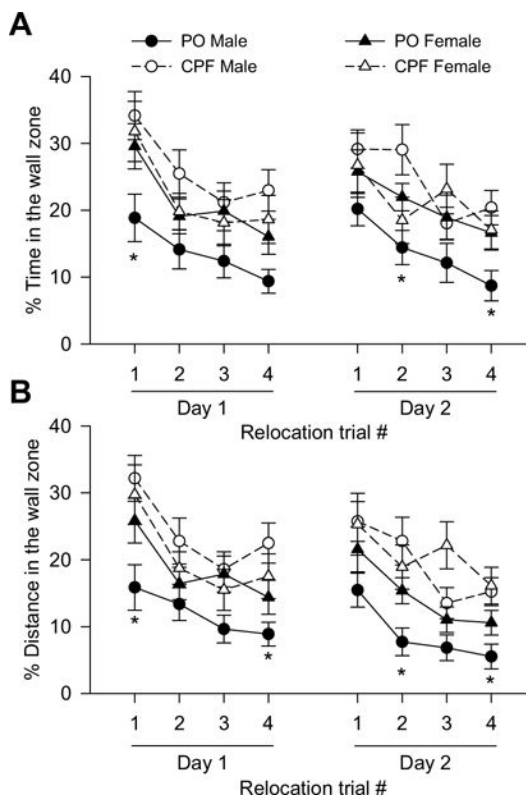 A
PO Male
PO Female
CPF Male
CPF Female
% Time in the wall zone
40
30
20
10
0
*
*
*
1 2 3 4 1 2 3 4
Day 1 Day 2
Relocation trial #
B
% Distance in the wall zone
40
30
20
10
0
*
*
*
*
1 2 3 4 1 2 3 4
Day 1 Day 2
Relocation trial #